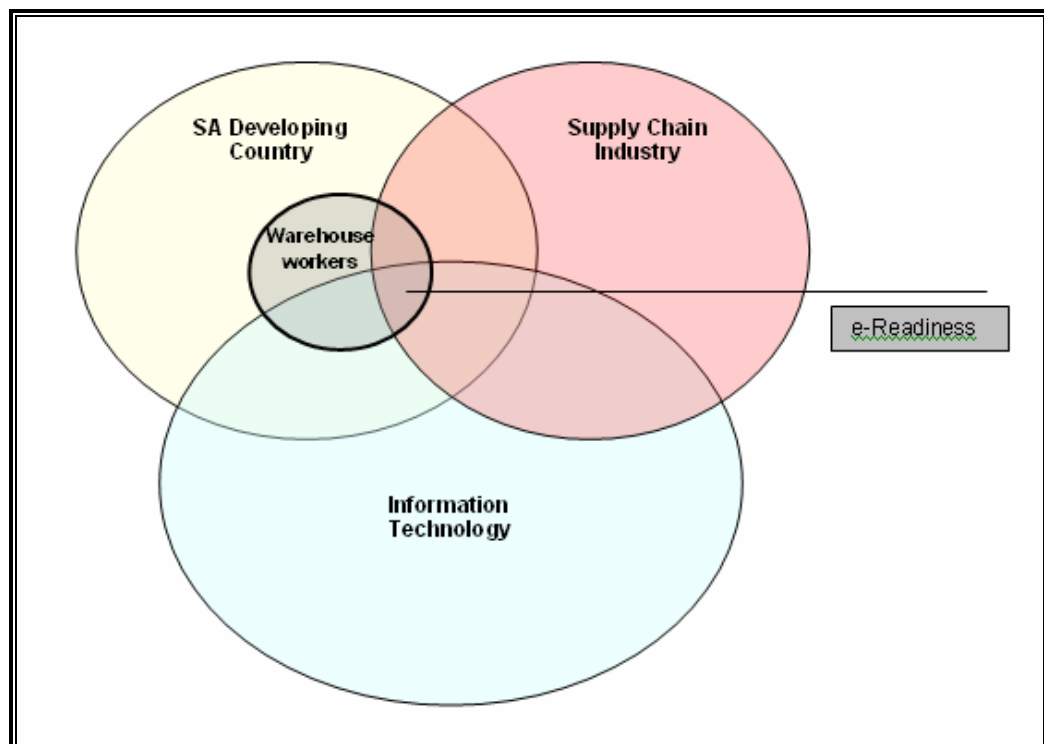 SA Developing
Country
Supply Chain
Industry
Warehouse
workers
e-Readiness
Information
Technology